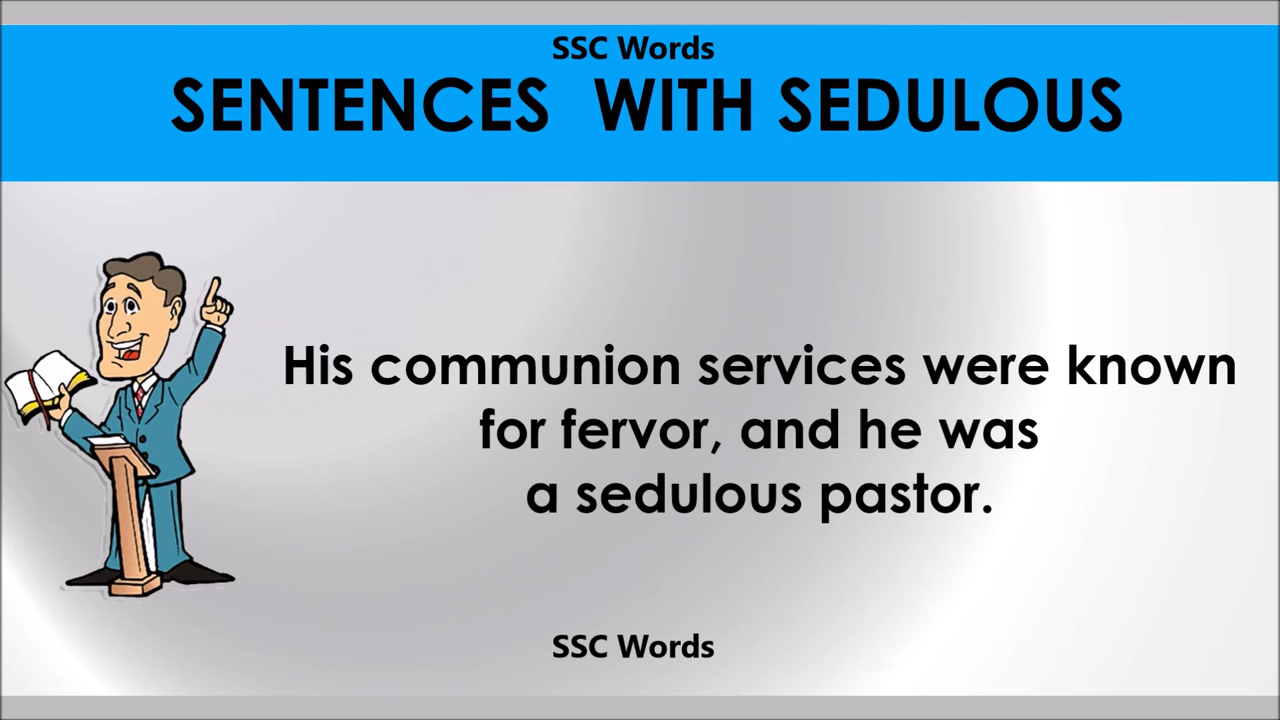 SSC Words
SENTENCES WITH SEDULOUS
His communion services were known
for fervor, and he was
a sedulous pastor.
SSC Words